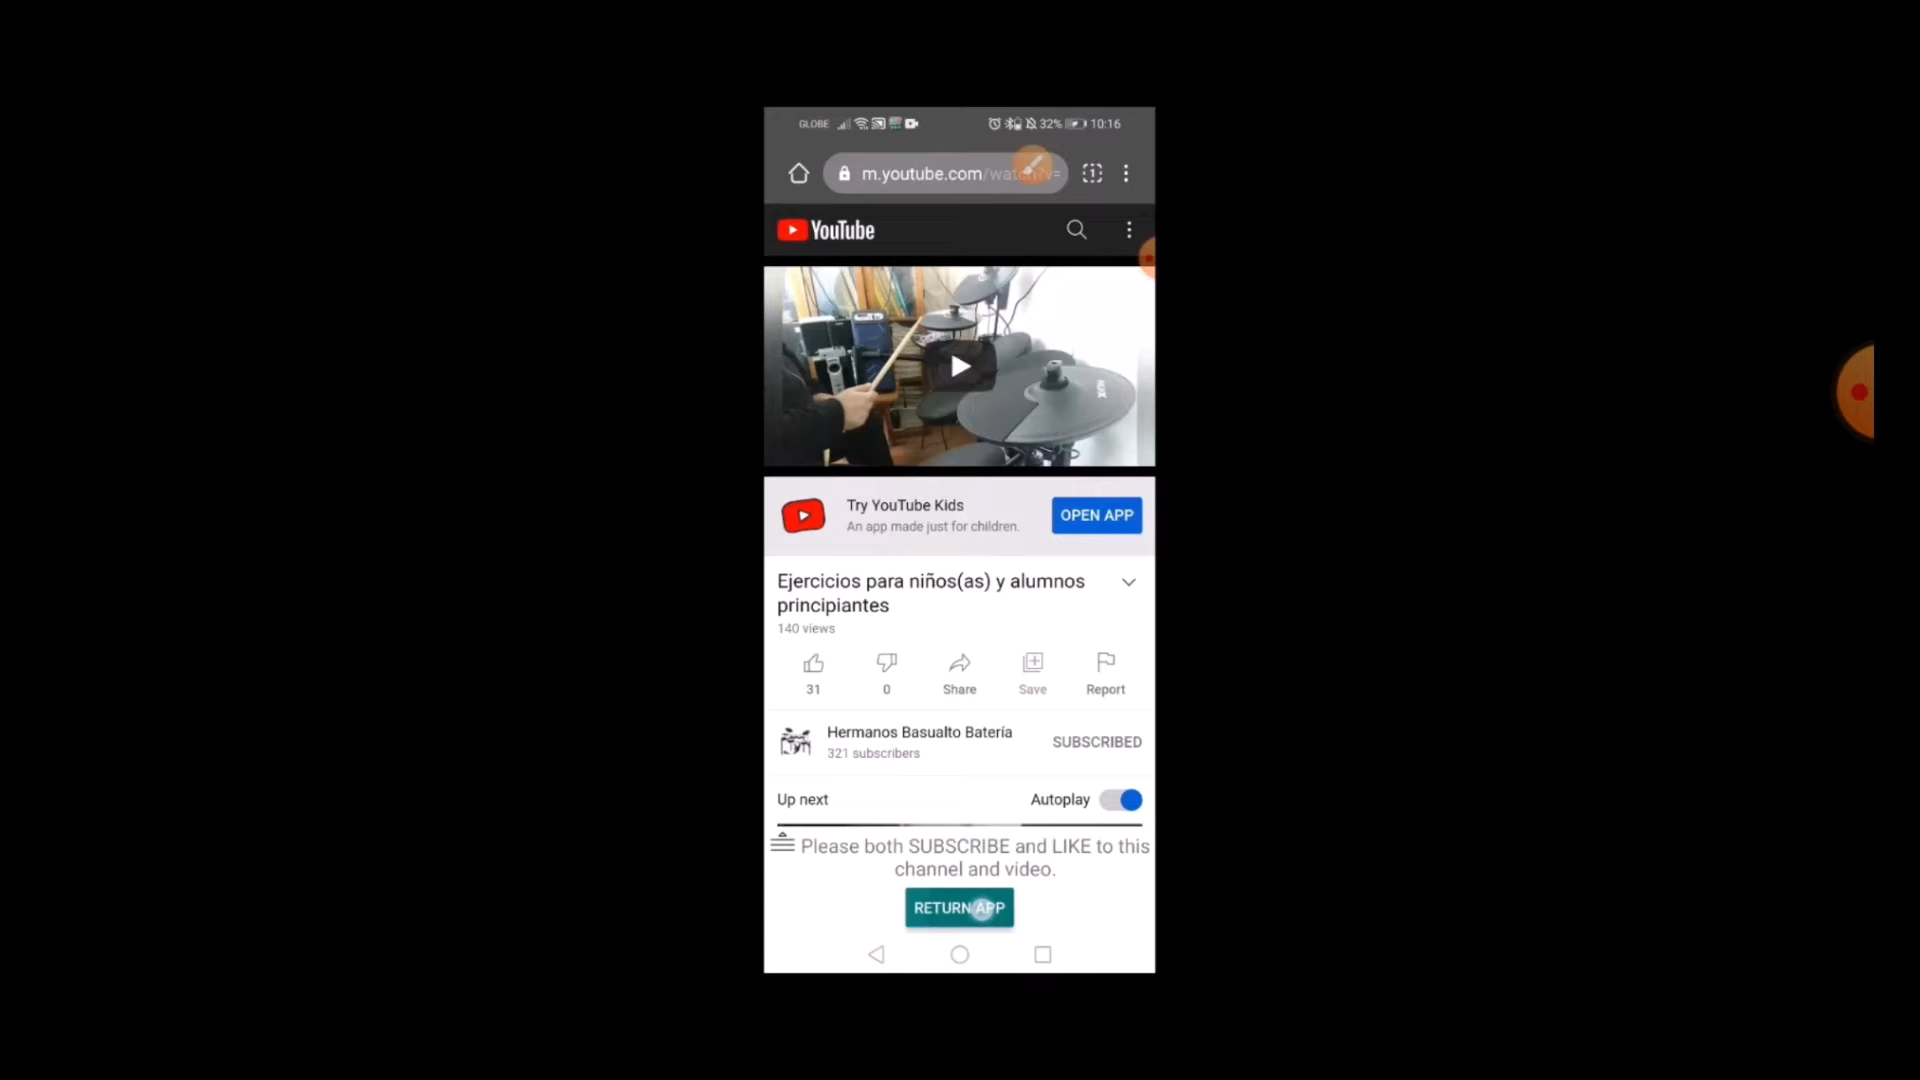 GLOBE 32% 10:16
m.youtube.com/watch?v= 1
YouTube
Try YouTube Kids
An app made just for children.
OPEN APP
Ejercicios para niños(as) y alumnos
principiantes
140 views
31 0 Share Save Report
Hermanos Basualto Batería
321 subscribers
SUBSCRIBED
Up next Autoplay
Please both SUBSCRIBE and LIKE to this
channel and video.
RETURN APP